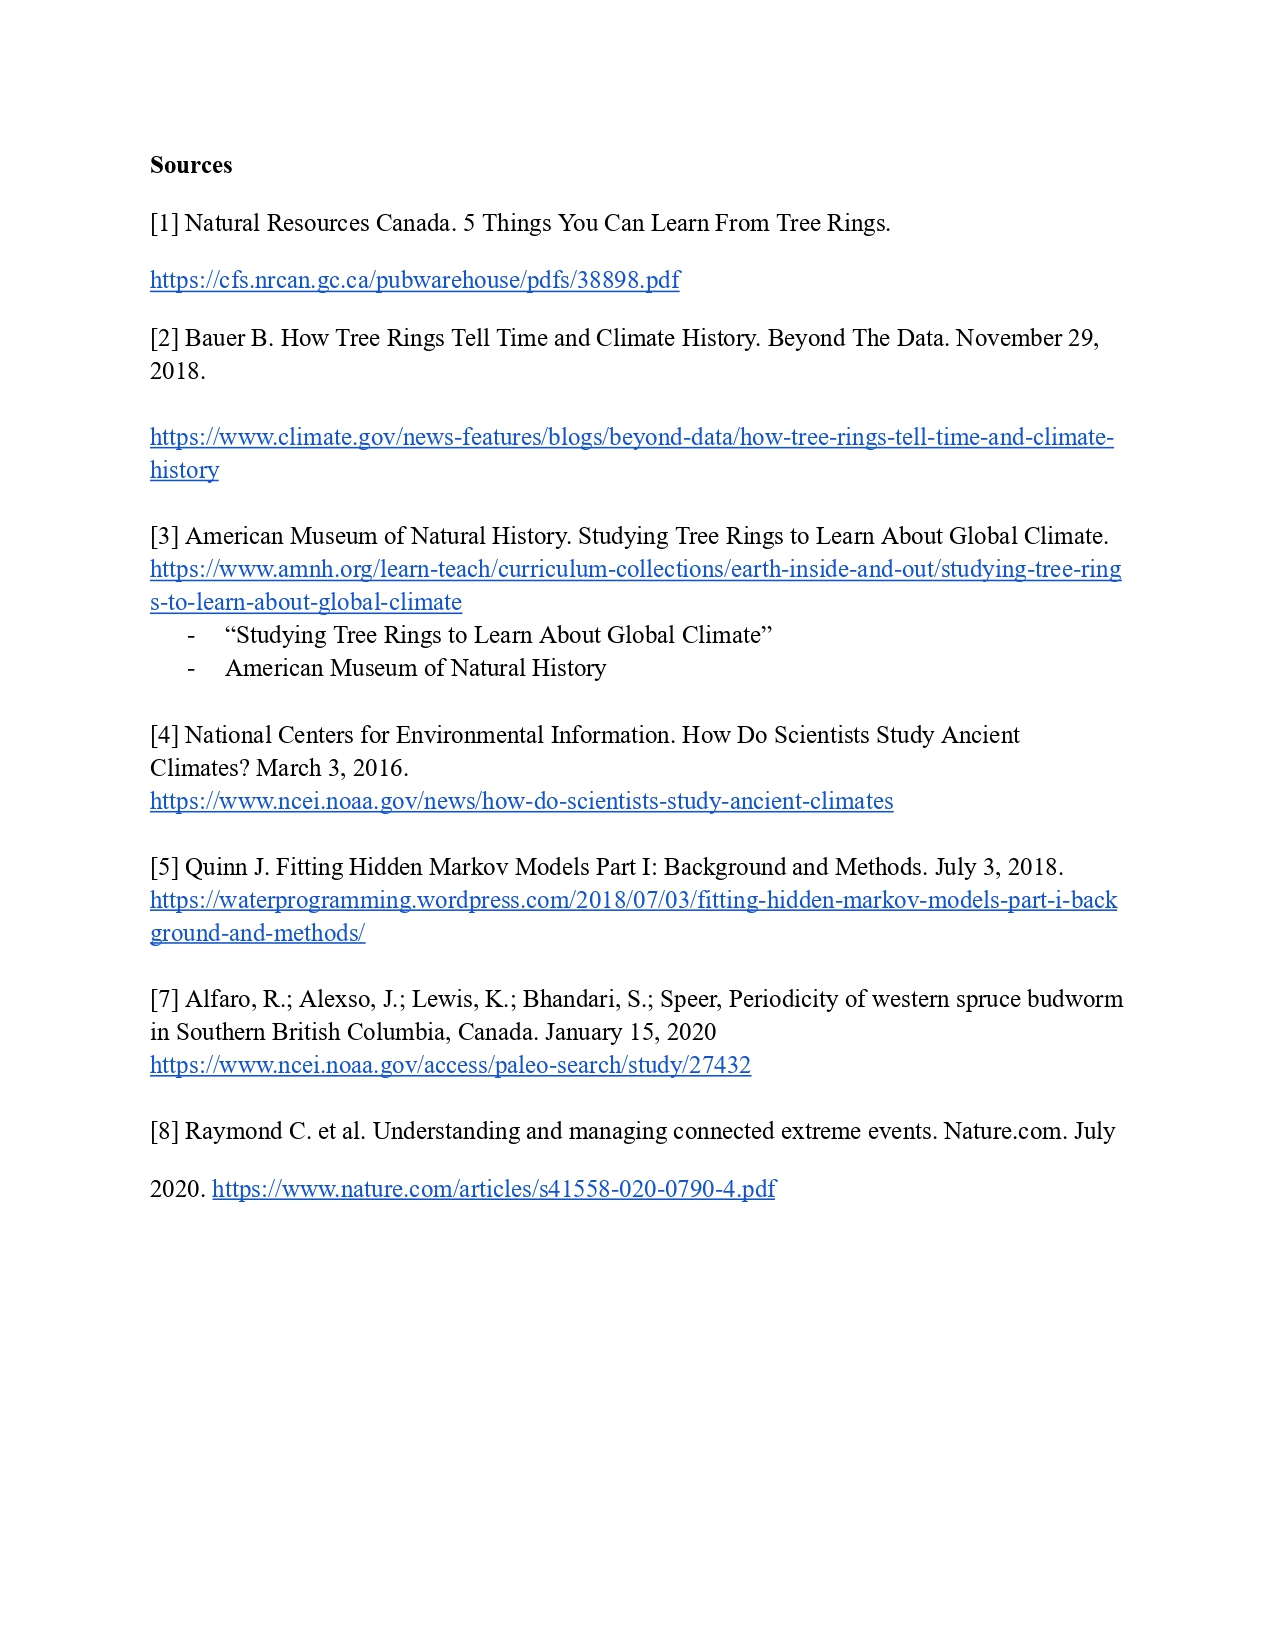 Sources
[1] Natural Resources Canada. 5 Things You Can Learn From Tree Rings.
https://cfs.nrcan.gc.ca/pubwarehouse/pdfs/38898.pdf
[2] Bauer B. How Tree Rings Tell Time and Climate History. Beyond The Data. November 29,
2018.
https://www.climate.gov/news-features/blogs/beyond-data/how-tree-rings-tell-time-and-climate-
history
[3] American Museum of Natural History. Studying Tree Rings to Learn About Global Climate.
https://www.amnh.org/learn-teach/curriculum-collections/earth-inside-and-out/studying-tree-ring
s-to-learn-about-global-climate
- “Studying Tree Rings to Learn About Global Climate”
- American Museum of Natural History
[4] National Centers for Environmental Information. How Do Scientists Study Ancient
Climates? March 3, 2016.
https://www.ncei.noaa.gov/news/how-do-scientists-study-ancient-climates
[5] Quinn J. Fitting Hidden Markov Models Part I: Background and Methods. July 3, 2018.
https://waterprogramming.wordpress.com/2018/07/03/fitting-hidden-markov-models-part-i-back
ground-and-methods/
[7] Alfaro, R.; Alexso, J.; Lewis, K.; Bhandari, S.; Speer, Periodicity of western spruce budworm
in Southern British Columbia, Canada. January 15, 2020
https://www.ncei.noaa.gov/access/paleo-search/study/27432
[8] Raymond C. et al. Understanding and managing connected extreme events. Nature.com. July
2020. https://www.nature.com/articles/s41558-020-0790-4.pdf